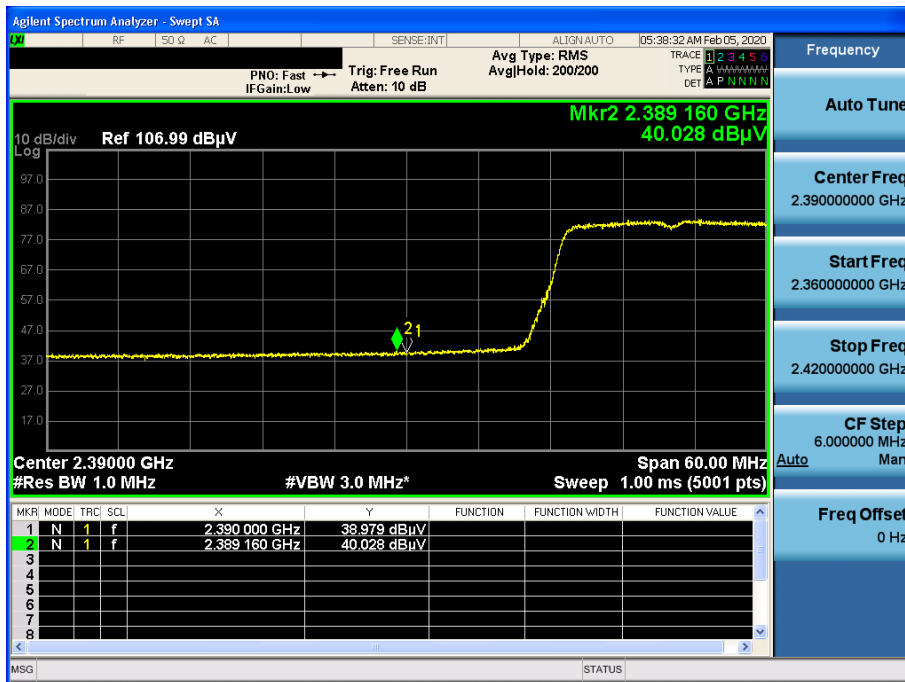 Agilent Spectrum Analyzer - Swept SA
LXI RF 50 Ω AC SENSE:INT ALIGN AUTO 05:38:32 AM Feb 05, 2020
PNO: Fast
IFGain:Low
Trig: Free Run
Atten: 10 dB
Avg Type: RMS
Avg|Hold: 200/200
TRACE 1 2 3 4 5 6
TYPE A WWWWW
DET A P N N N N
Mkr2 2.389 160 GHz
40.028 dBµV
10 dB/div Ref 106.99 dBµV
Log
97.0
87.0
77.0
67.0
57.0
47.0
37.0
27.0
17.0
2 1
Center 2.39000 GHz Span 60.00 MHz
#Res BW 1.0 MHz #VBW 3.0 MHz* Sweep 1.00 ms (5001 pts)
MKR MODE TRC SCL X Y FUNCTION FUNCTION WIDTH FUNCTION VALUE
1 N 1 f 2.390 000 GHz 38.979 dBµV
2 N 1 f 2.389 160 GHz 40.028 dBµV
3
4
5
6
7
8
MSG STATUS
Frequency
Auto Tune
Center Freq
2.390000000 GHz
Start Freq
2.360000000 GHz
Stop Freq
2.420000000 GHz
CF Step
6.000000 MHz
Auto Man
Freq Offset
0 Hz